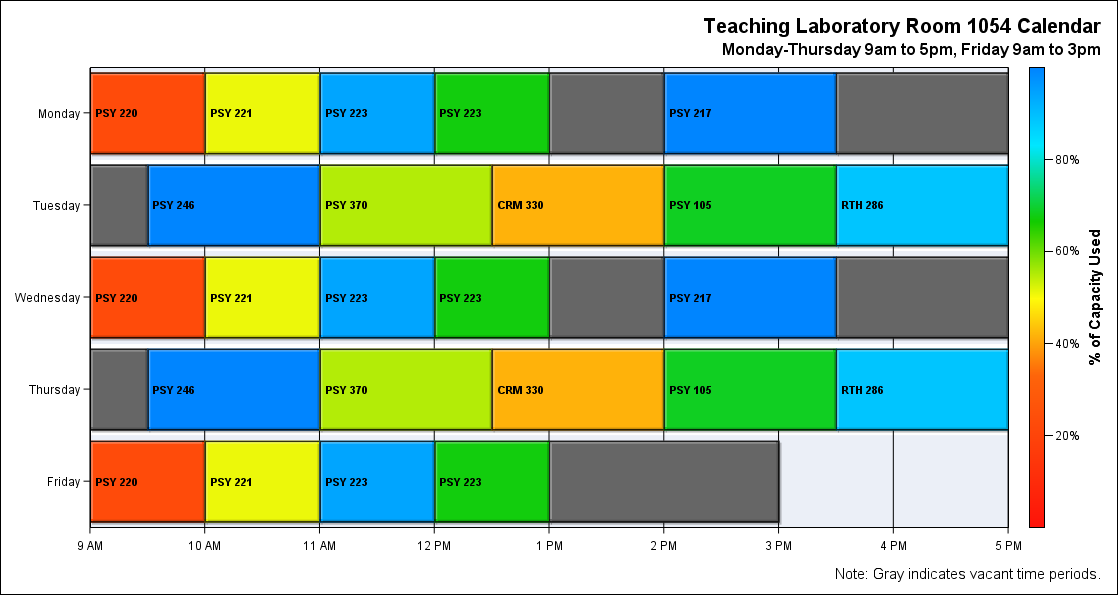 Teaching Laboratory Room 1054 Calendar
Monday-Thursday 9am to 5pm, Friday 9am to 3pm
Monday
PSY 220
PSY 221
PSY 223
PSY 223
PSY 217
Tuesday
PSY 246
PSY 370
CRM 330
PSY 105
RTH 286
Wednesday
PSY 220
PSY 221
PSY 223
PSY 223
PSY 217
Thursday
PSY 246
PSY 370
CRM 330
PSY 105
RTH 286
Friday
PSY 220
PSY 221
PSY 223
PSY 223
9 AM
10 AM
11 AM
12 PM
1 PM
2 PM
3 PM
4 PM
5 PM
80%
60%
40%
20%
% of Capacity Used
Note: Gray indicates vacant time periods.